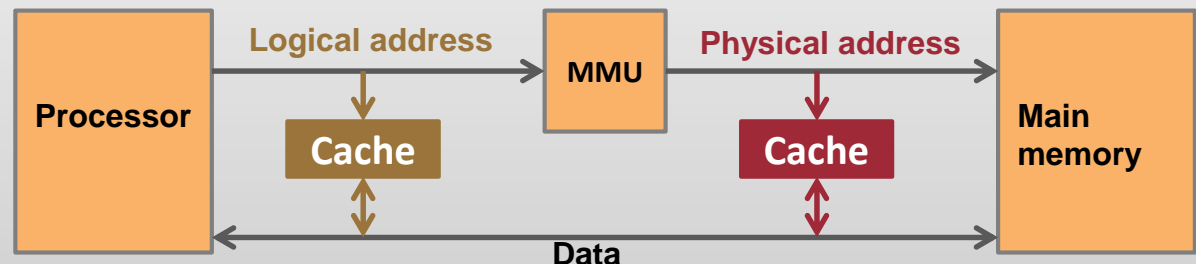 Logical address
Physical address
MMU
Processor
Main
memory
Cache
Cache
Data